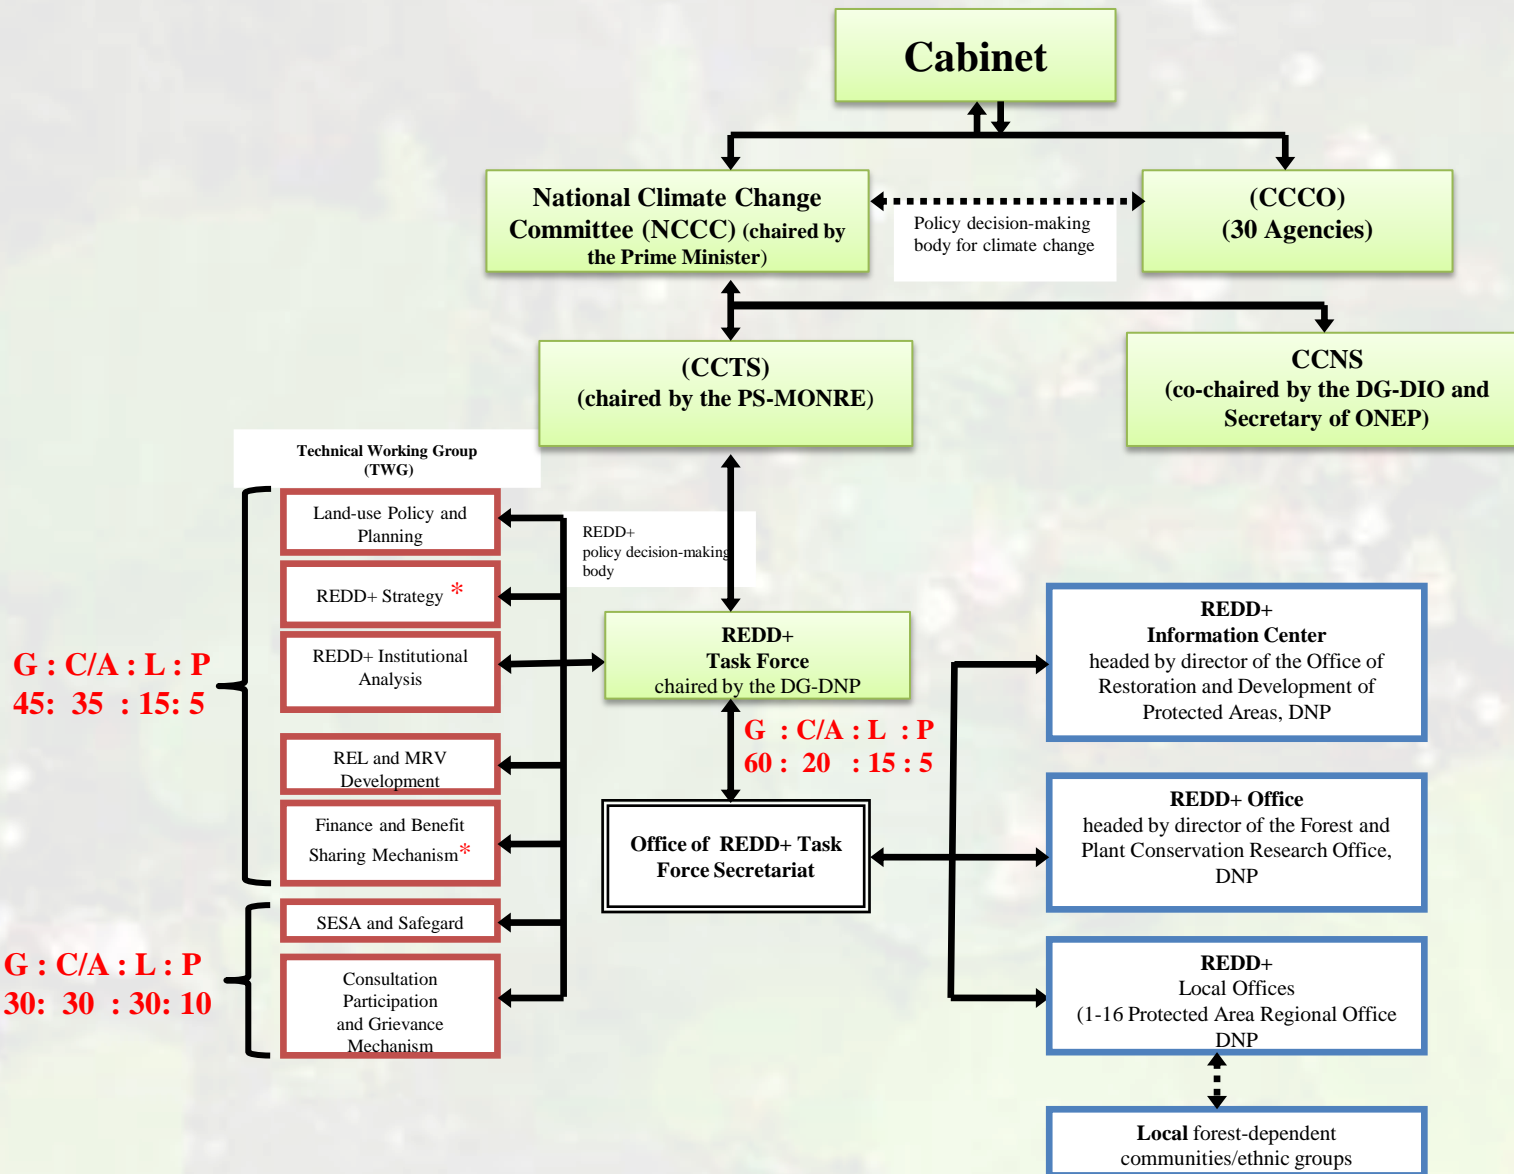 Cabinet
National Climate Change
Committee (NCCC) (chaired by
the Prime Minister)
Policy decision-making
body for climate change
(CCCO)
(30 Agencies)
(CCTS)
(chaired by the PS-MONRE)
CCNS
(co-chaired by the DG-DIO and
Secretary of ONEP)
Technical Working Group
(TWG)
Land-use Policy and
Planning
REDD+ Strategy *
REDD+ Institutional
Analysis
REL and MRV
Development
Finance and Benefit
Sharing Mechanism*
SESA and Safegard
Consultation
Participation
and Grievance
Mechanism
G : C/A : L : P
45: 35 : 15: 5
G : C/A : L : P
30: 30 : 30: 10
REDD+
policy decision-making
body
REDD+
Task Force
chaired by the DG-DNP
G : C/A : L : P
60 : 20 : 15 : 5
Office of REDD+ Task
Force Secretariat
REDD+
Information Center
headed by director of the Office of
Restoration and Development of
Protected Areas, DNP
REDD+ Office
headed by director of the Forest and
Plant Conservation Research Office,
DNP
REDD+
Local Offices
(1-16 Protected Area Regional Office
DNP
Local forest-dependent
communities/ethnic groups